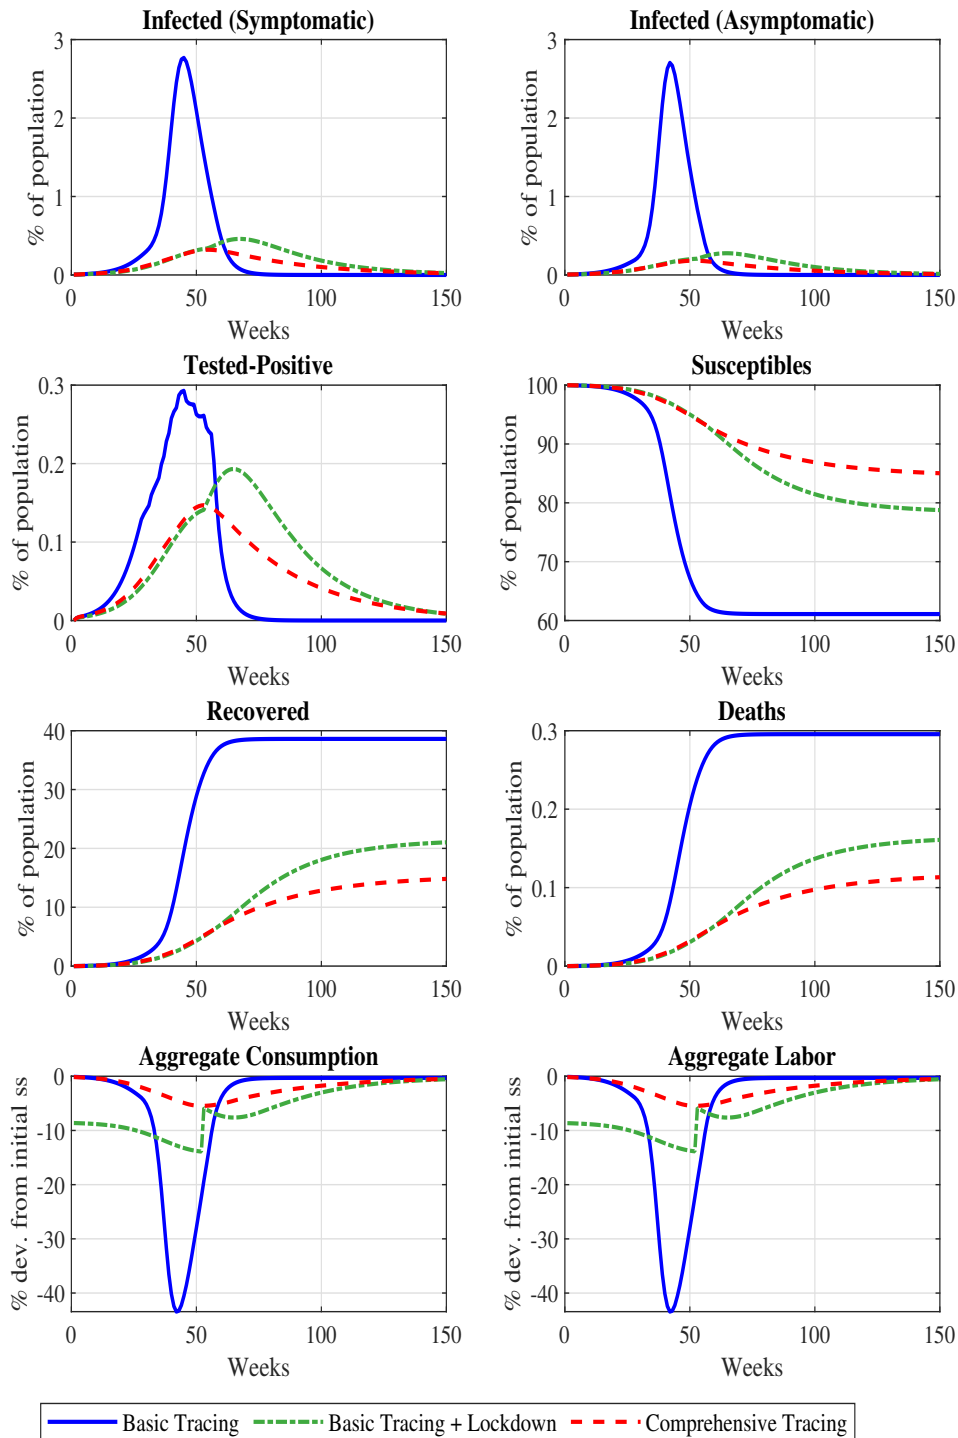 Infected (Symptomatic)
% of population
3
2
1
0
0 50 100 150
Weeks
Infected (Asymptomatic)
% of population
3
2
1
0
0 50 100 150
Weeks
Tested-Positive
% of population
0.3
0.2
0.1
0
0 50 100 150
Weeks
Susceptibles
% of population
100
90
80
70
60
0 50 100 150
Weeks
Recovered
% of population
40
30
20
10
0
0 50 100 150
Weeks
Deaths
% of population
0.3
0.2
0.1
0
0 50 100 150
Weeks
Aggregate Consumption
% dev. from initial ss
0
-10
-20
-30
-40
0 50 100 150
Weeks
Aggregate Labor
% dev. from initial ss
0
-10
-20
-30
-40
0 50 100 150
Weeks
Basic Tracing Basic Tracing + Lockdown Comprehensive Tracing